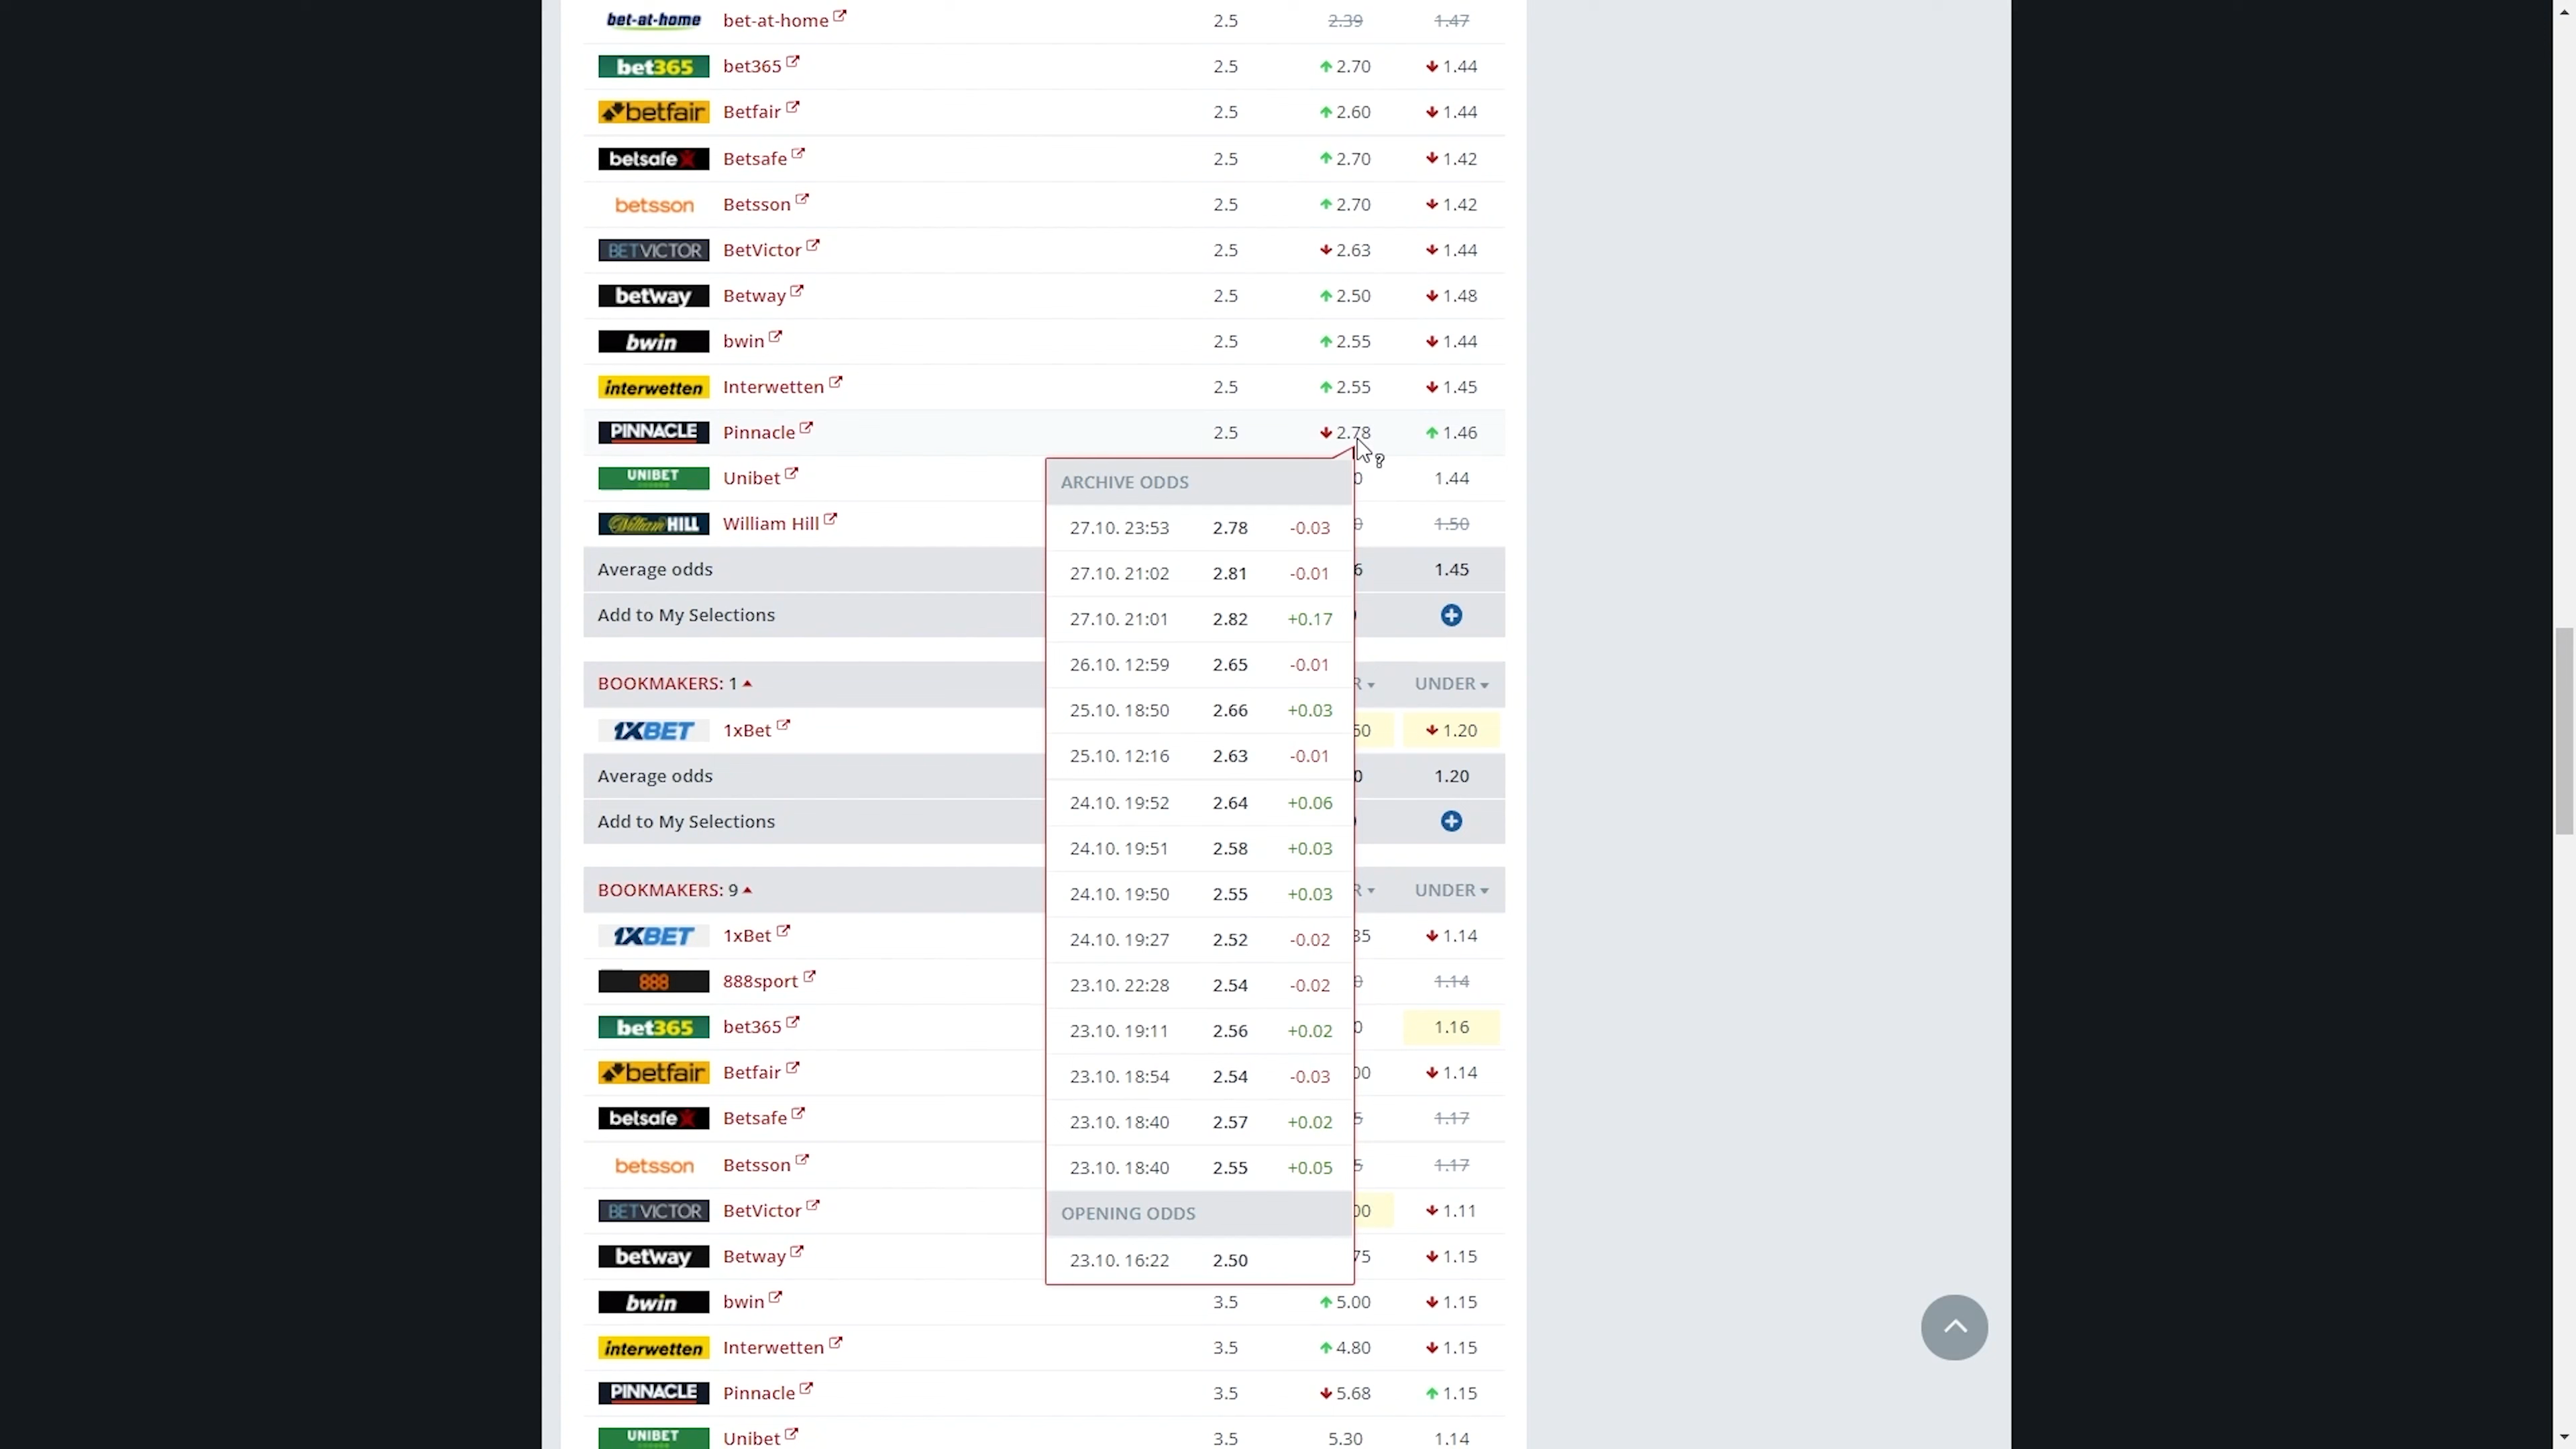 bet-at-home bet-at-home 2.5 2.39 1.47
bet365 bet365 2.5 2.70 1.44
betfair Betfair 2.5 2.60 1.44
betsafe Betsafe 2.5 2.70 1.42
betsson Betsson 2.5 2.70 1.42
BETVICTOR BetVictor 2.5 2.63 1.44
betway Betway 2.5 2.50 1.48
bwin bwin 2.5 2.55 1.44
interwetten Interwetten 2.5 2.55 1.45
PINNACLE Pinnacle 2.5 2.78 1.46
UNIBET Unibet 0 1.44
William HILL William Hill 0 1.50
Average odds 6 1.45
Add to My Selections
BOOKMAKERS: 1 R UNDER
1XBET 1xBet 50 1.20
Average odds 0 1.20
Add to My Selections
BOOKMAKERS: 9 R UNDER
1XBET 1xBet 35 1.14
888 888sport 0 1.14
bet365 bet365 0 1.16
betfair Betfair 00 1.14
betsafe Betsafe 5 1.17
betsson Betsson 5 1.17
BETVICTOR BetVictor 00 1.11
betway Betway 75 1.15
bwin bwin 3.5 5.00 1.15
interwetten Interwetten 3.5 4.80 1.15
PINNACLE Pinnacle 3.5 5.68 1.15
UNIBET Unibet 3.5 5.30 1.14
ARCHIVE ODDS
27.10. 23:53 2.78 -0.03
27.10. 21:02 2.81 -0.01
27.10. 21:01 2.82 +0.17
26.10. 12:59 2.65 -0.01
25.10. 18:50 2.66 +0.03
25.10. 12:16 2.63 -0.01
24.10. 19:52 2.64 +0.06
24.10. 19:51 2.58 +0.03
24.10. 19:50 2.55 +0.03
24.10. 19:27 2.52 -0.02
23.10. 22:28 2.54 -0.02
23.10. 19:11 2.56 +0.02
23.10. 18:54 2.54 -0.03
23.10. 18:40 2.57 +0.02
23.10. 18:40 2.55 +0.05
OPENING ODDS
23.10. 16:22 2.50